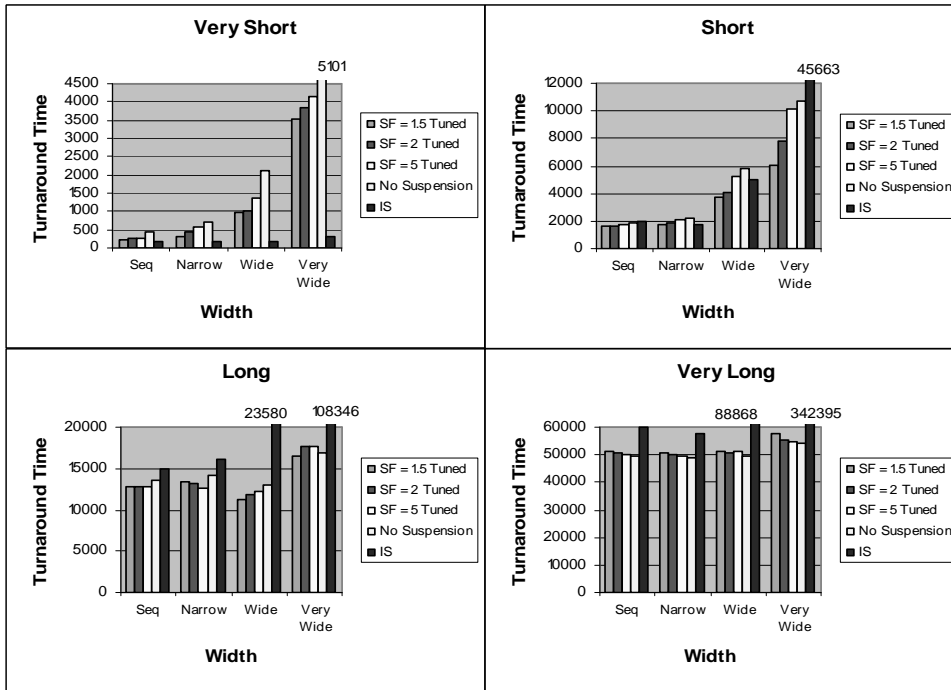 Very Short
5101
4500
4000
3500
3000
2500
2000
1500
1000
500
0
Turnaround Time
Seq Narrow Wide Very Wide
Width
SF = 1.5 Tuned
SF = 2 Tuned
SF = 5 Tuned
No Suspension
IS
Short
45663
12000
10000
8000
6000
4000
2000
0
Turnaround Time
Seq Narrow Wide Very Wide
Width
SF = 1.5 Tuned
SF = 2 Tuned
SF = 5 Tuned
No Suspension
IS
Long
23580 108346
20000
15000
10000
5000
0
Turnaround Time
Seq Narrow Wide Very Wide
Width
SF = 1.5 Tuned
SF = 2 Tuned
SF = 5 Tuned
No Suspension
IS
Very Long
88868 342395
60000
50000
40000
30000
20000
10000
0
Turnaround Time
Seq Narrow Wide Very Wide
Width
SF = 1.5 Tuned
SF = 2 Tuned
SF = 5 Tuned
No Suspension
IS